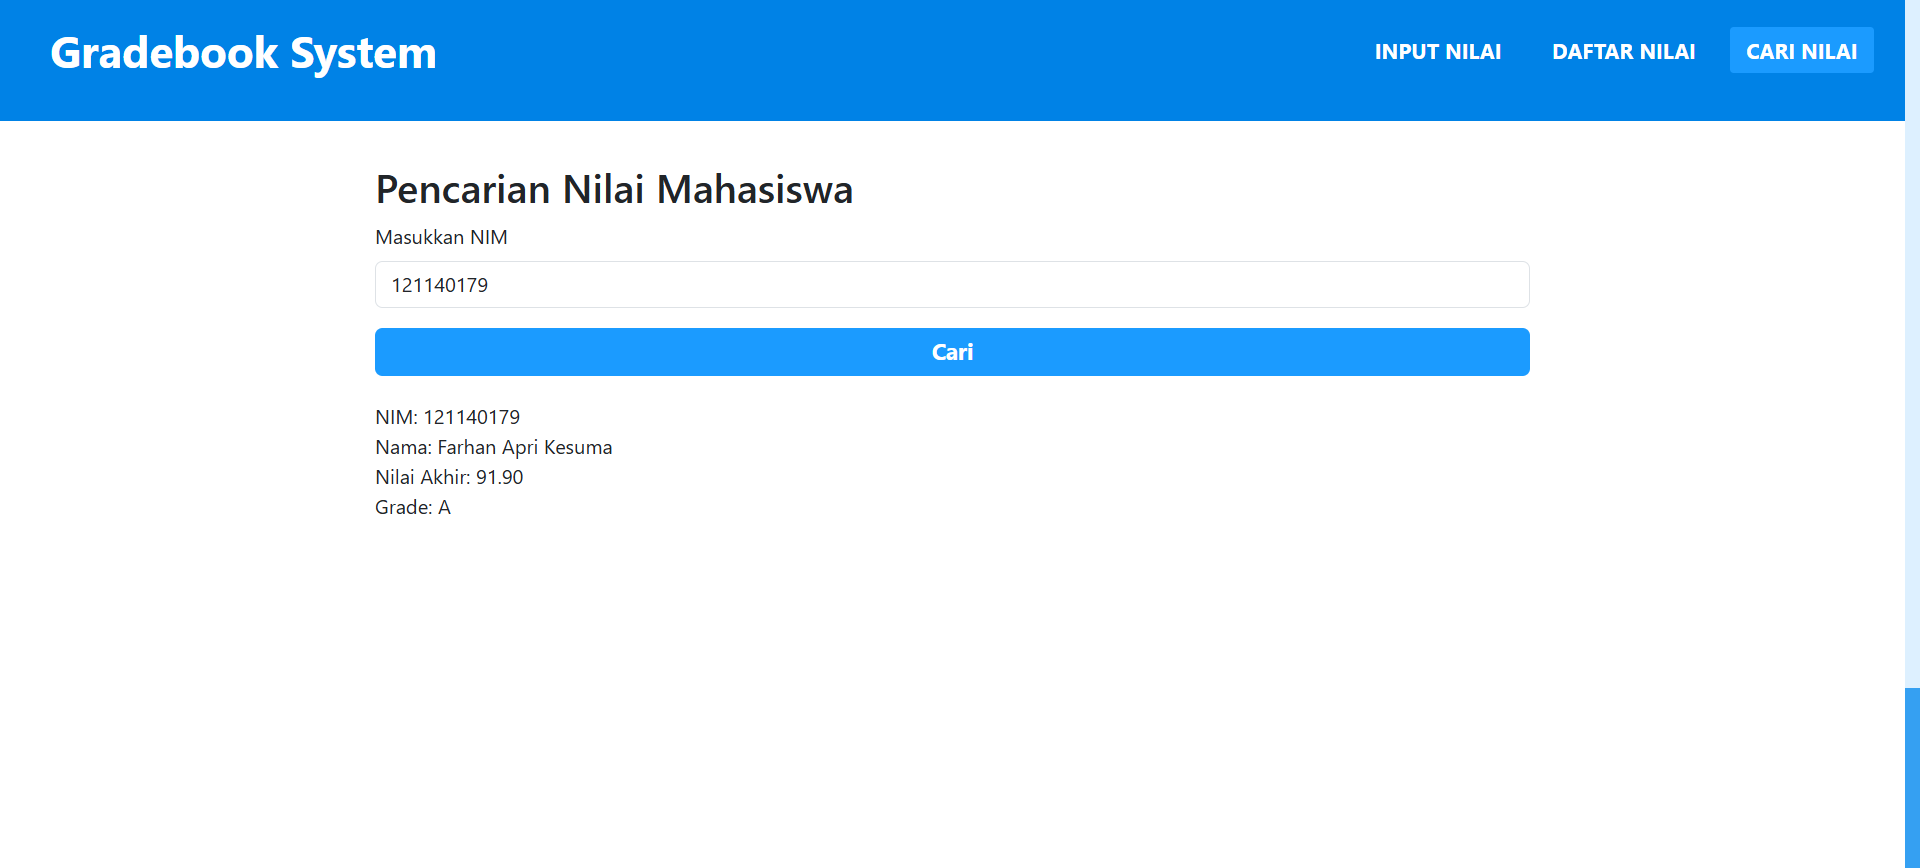 Gradebook System
INPUT NILAI
DAFTAR NILAI
CARI NILAI
Pencarian Nilai Mahasiswa
Masukkan NIM
121140179
Cari
NIM: 121140179
Nama: Farhan Apri Kesuma
Nilai Akhir: 91.90
Grade: A